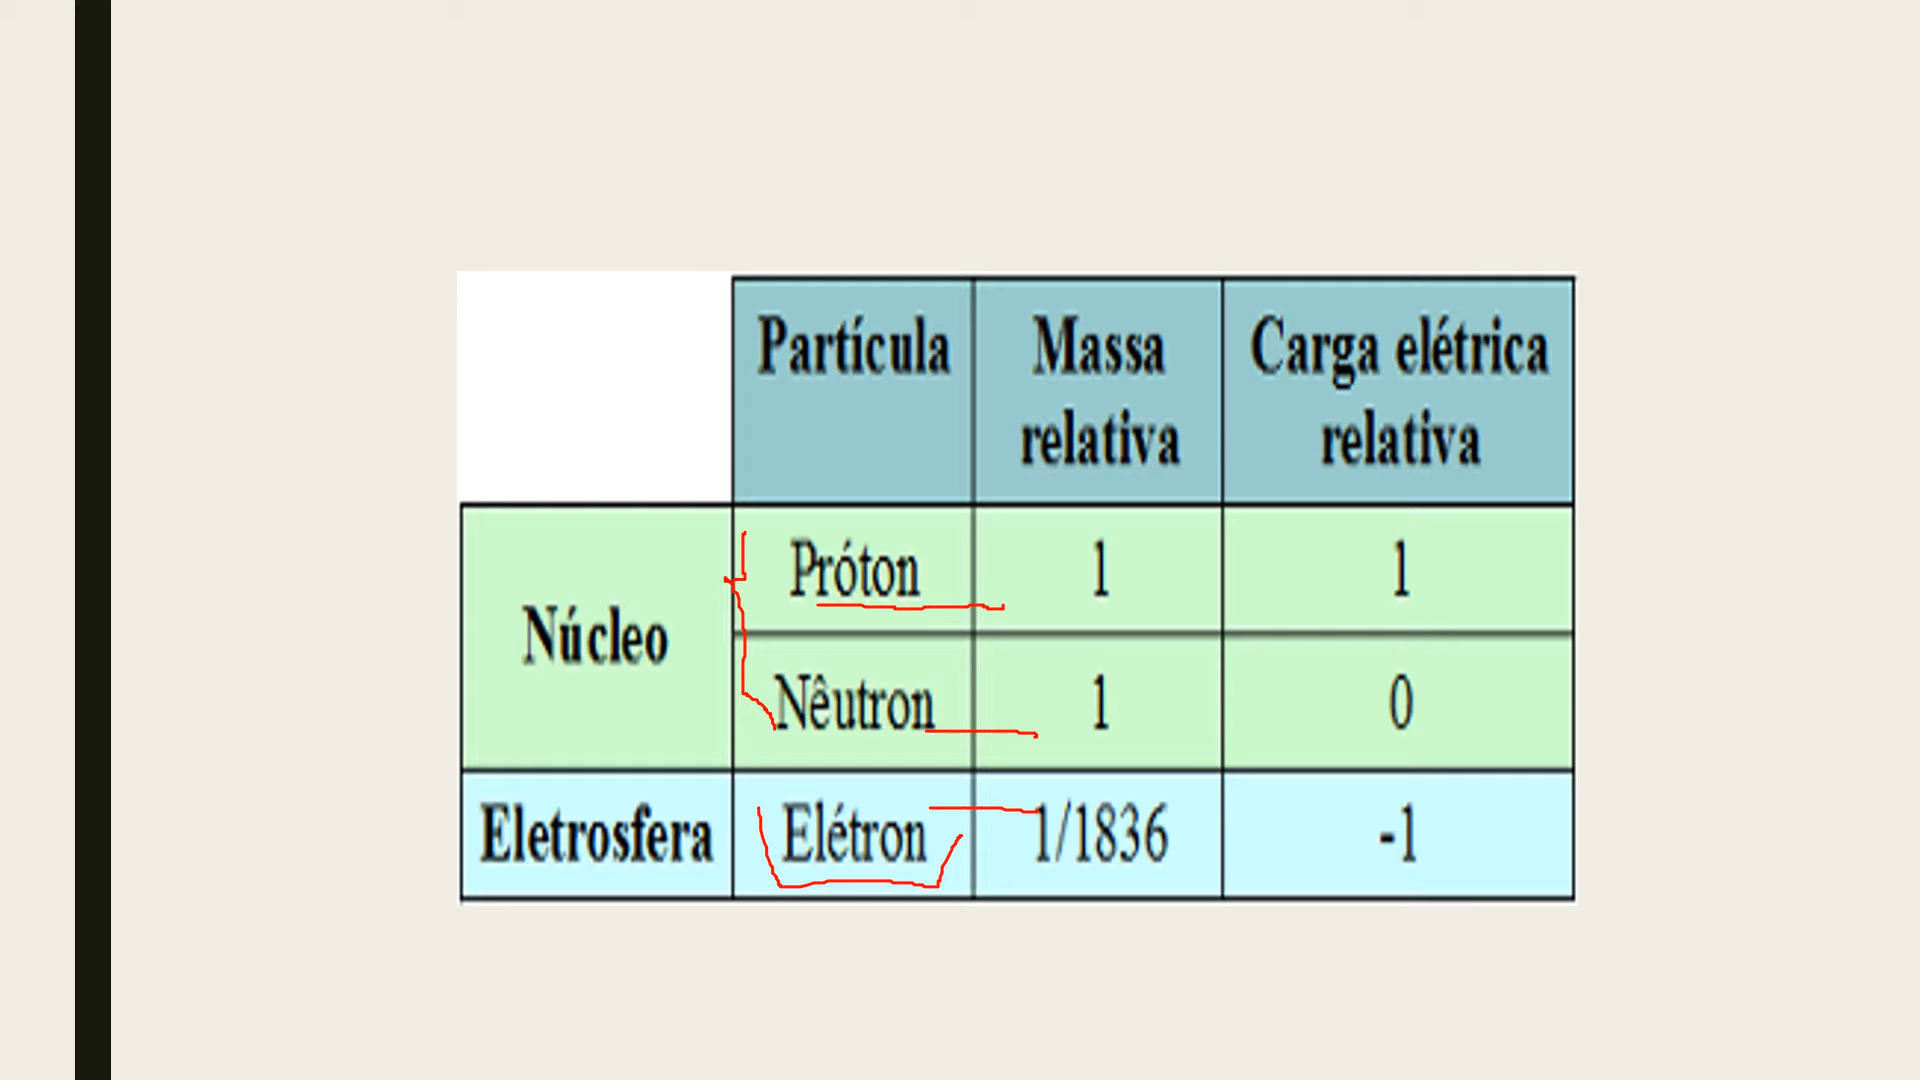 Partícula
Massa relativa
Carga elétrica relativa
Núcleo
Próton 1 1
Nêutron 1 0
Eletrosfera Elétron 1/1836 -1